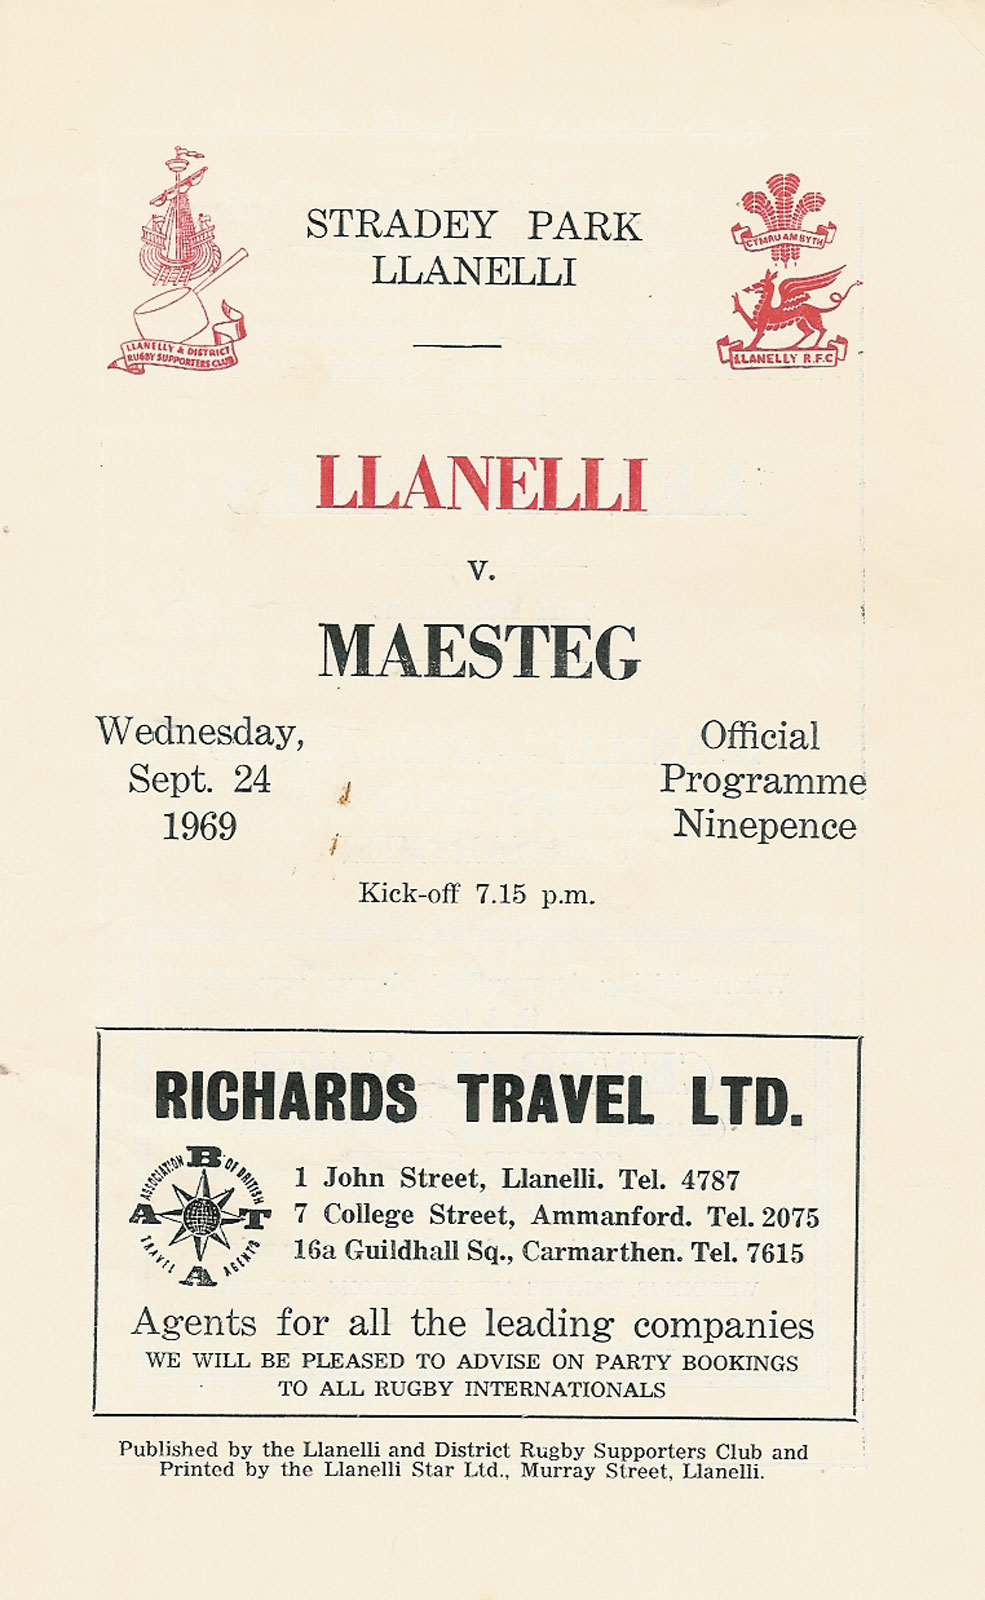 STRADEY PARK
LLANELLI
LLANELLY & DISTRICT
RUGBY SUPPORTERS CLUB
CYMRU AM BYTH
LLANELLY R.F.C
LLANELLI
v.
MAESTEG
Wednesday,
Sept. 24
1969
Official
Programme
Ninepence
Kick-off 7.15 p.m.
RICHARDS TRAVEL LTD.
ASSOCIATION OF BRITISH
TRAVEL AGENTS
B
A T
A
1 John Street, Llanelli. Tel. 4787
7 College Street, Ammanford. Tel. 2075
16a Guildhall Sq., Carmarthen. Tel. 7615
Agents for all the leading companies
WE WILL BE PLEASED TO ADVISE ON PARTY BOOKINGS
TO ALL RUGBY INTERNATIONALS
Published by the Llanelli and District Rugby Supporters Club and
Printed by the Llanelli Star Ltd., Murray Street, Llanelli.